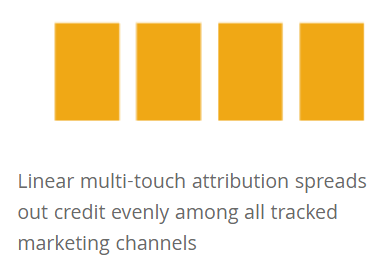 Linear multi-touch attribution spreads
out credit evenly among all tracked
marketing channels